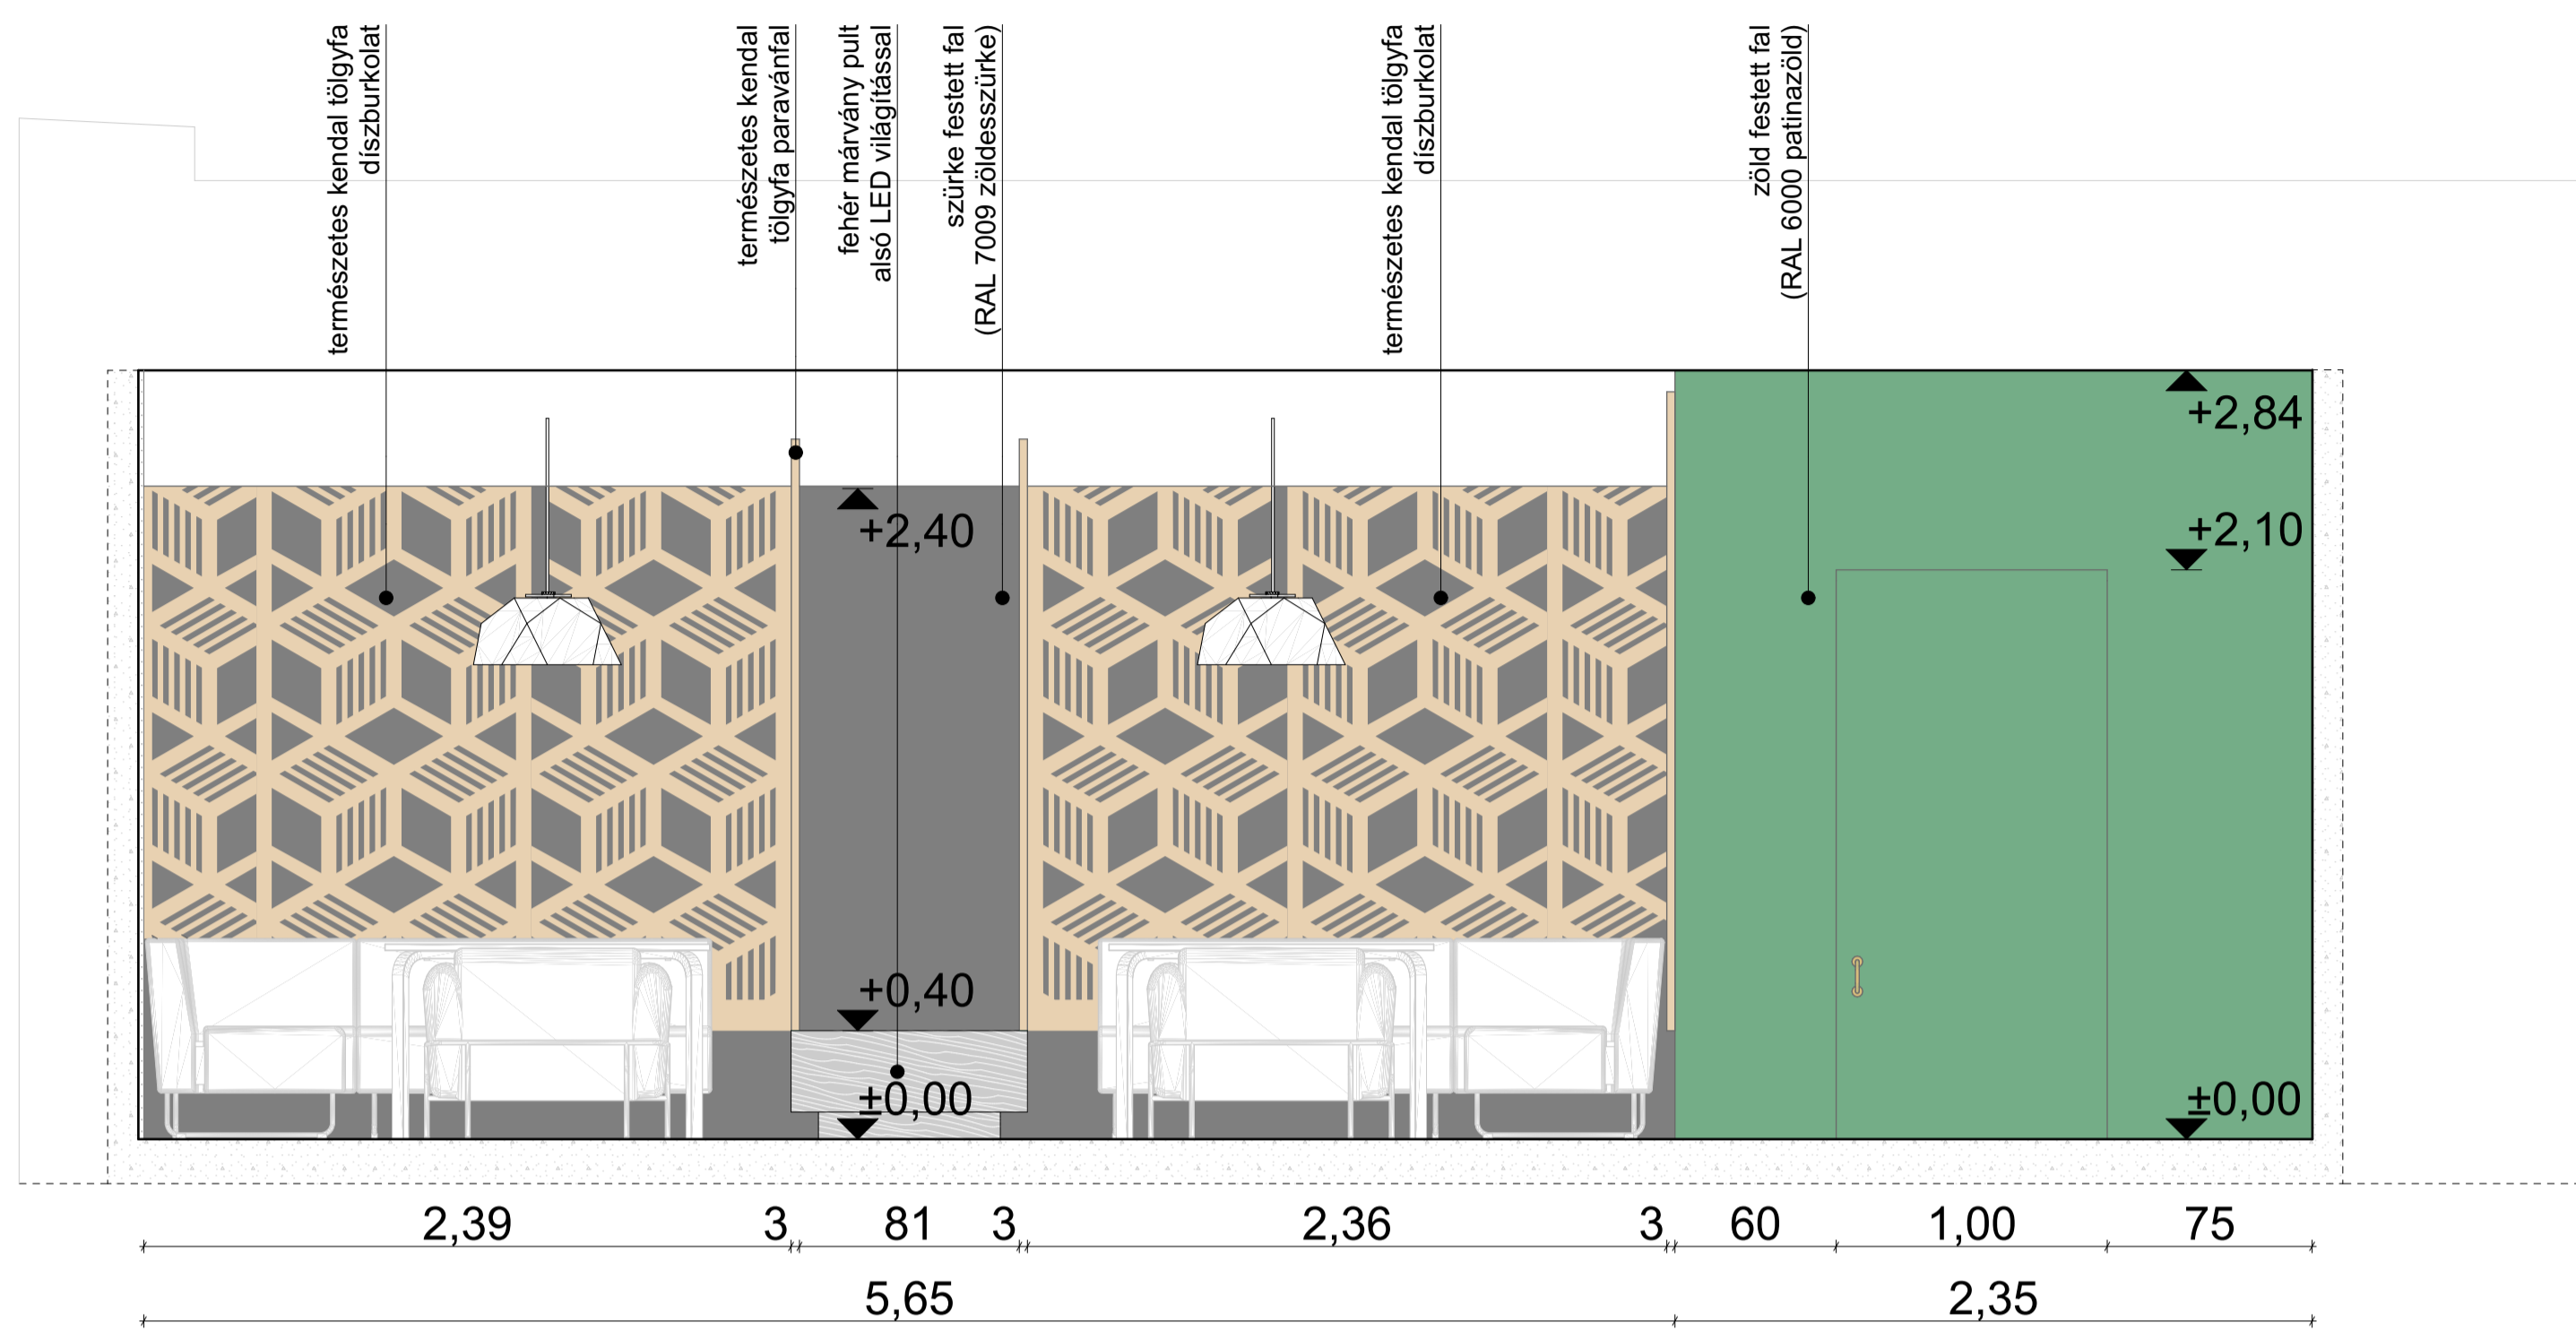 természetes kendal tölgyfa
díszburkolat
természetes kendal
tölgyfa paravánfal
fehér márvány pult
alsó LED világítással
szürke festett fal
(RAL 7009 zöldesszürke)
természetes kendal tölgyfa
díszburkolat
zöld festett fal
(RAL 6000 patinazöld)
+2,84
+2,40
+2,10
+0,40
±0,00
±0,00
2,39 3 81 3 2,36 3 60 1,00 75
5,65 2,35